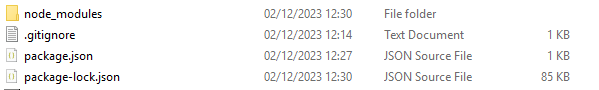 node_modules 02/12/2023 12:30 File folder
.gitignore 02/12/2023 12:14 Text Document 1 KB
package.json 02/12/2023 12:27 JSON Source File 1 KB
package-lock.json 02/12/2023 12:30 JSON Source File 85 KB